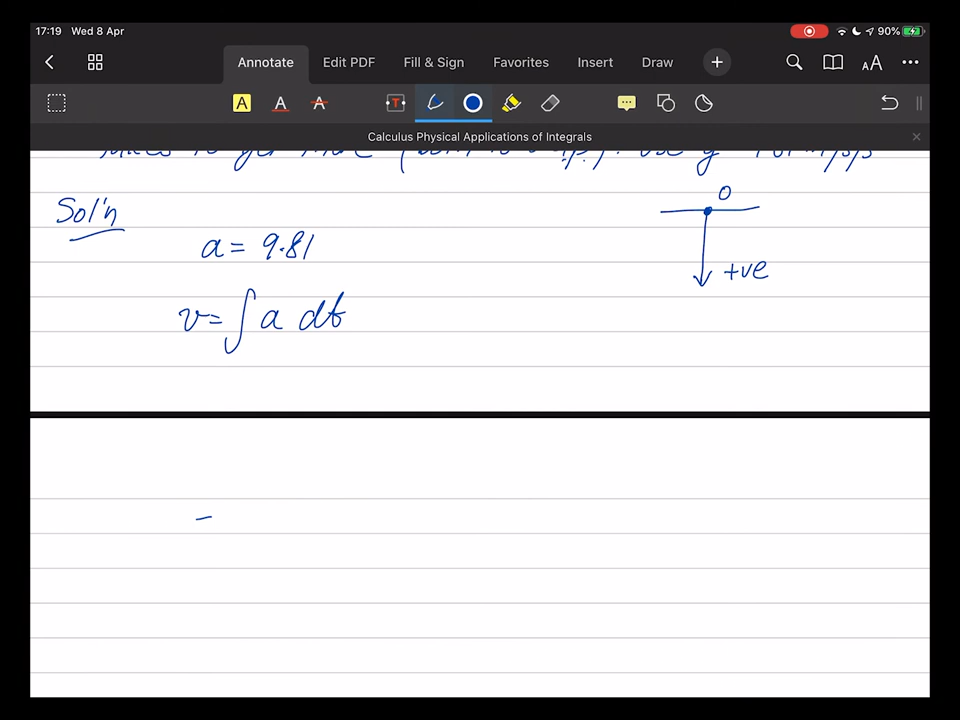 17:19 Wed 8 Apr 90%
Annotate Edit PDF Fill & Sign Favorites Insert Draw
Calculus Physical Applications of Integrals
Sol'n
0
a = 9.81
+ve
v = ∫ a dt
=